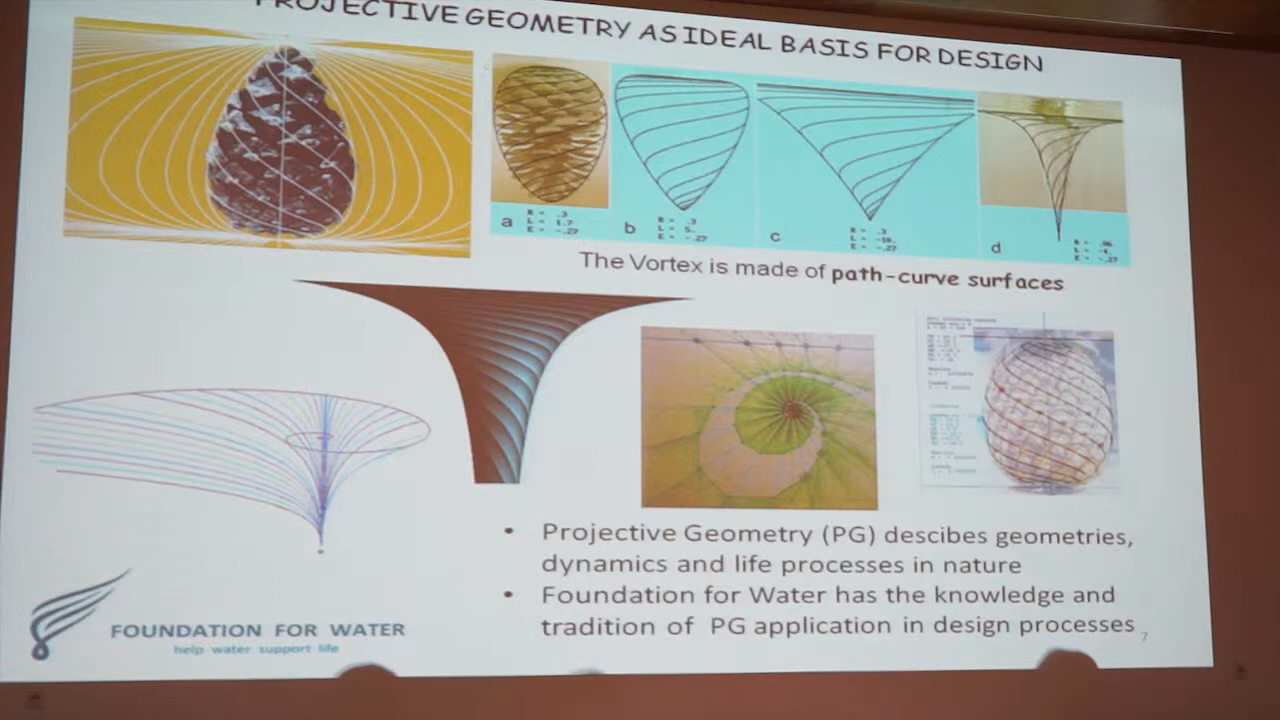 PROJECTIVE GEOMETRY AS IDEAL BASIS FOR DESIGN
a
b
c
d
The Vortex is made of path-curve surfaces
• Projective Geometry (PG) descibes geometries,
dynamics and life processes in nature
• Foundation for Water has the knowledge and
tradition of PG application in design processes
7
FOUNDATION FOR WATER
help water support life